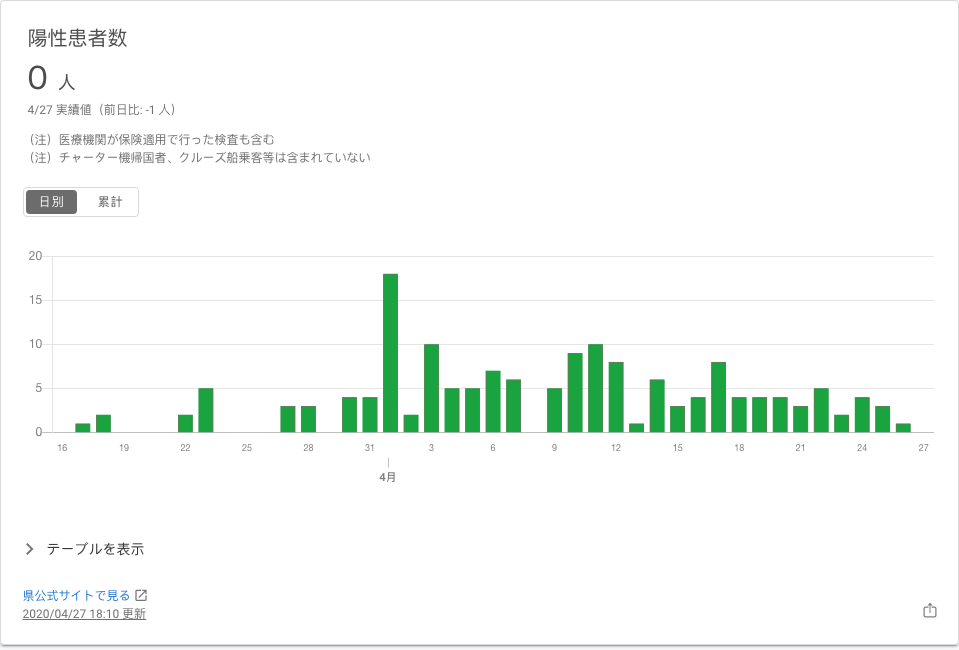 陽性患者数
0 人
4/27 実績値（前日比: -1 人）
（注）医療機関が保険適用で行った検査も含む
（注）チャーター機帰国者、クルーズ船乗客等は含まれていない
日別 累計
20
15
10
5
0
16 19 22 25 28 31 3 6 9 12 15 18 21 24 27
4月
テーブルを表示
県公式サイトで見る
2020/04/27 18:10 更新